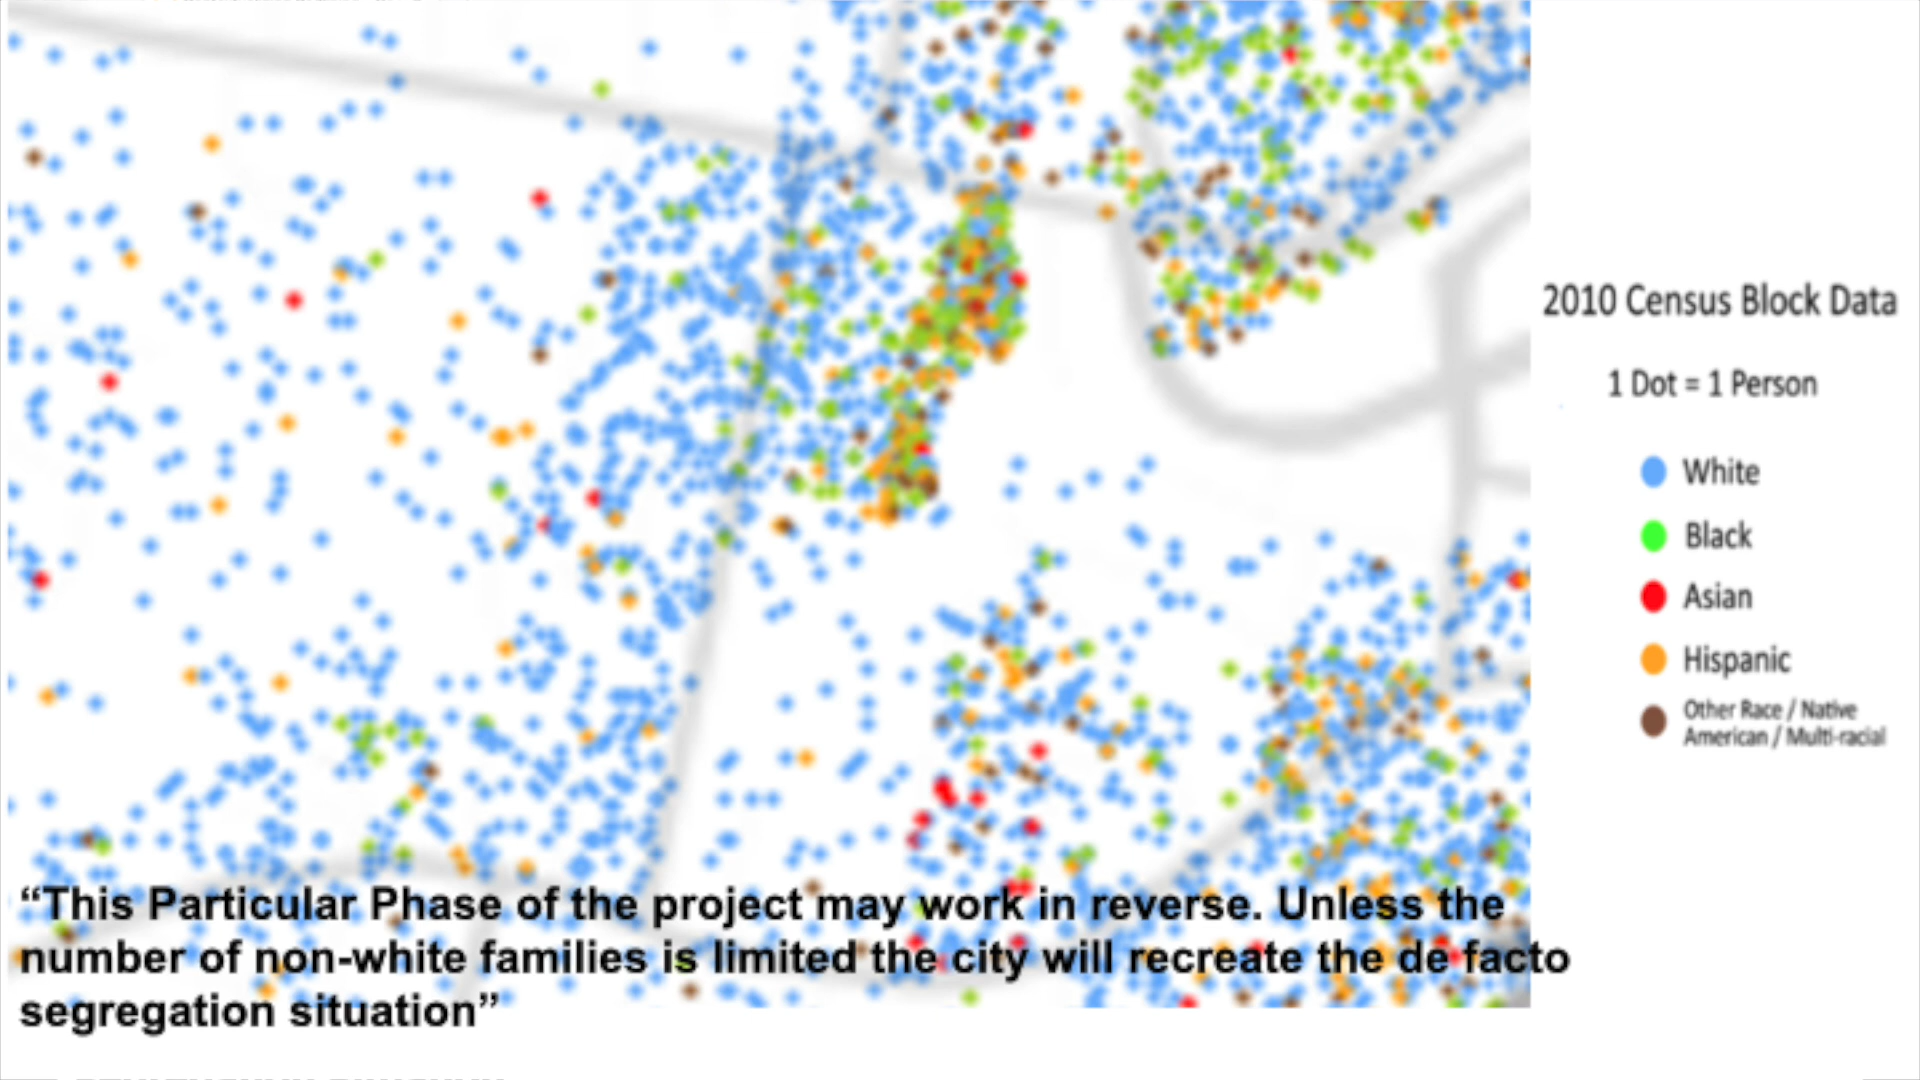 2010 Census Block Data
1 Dot = 1 Person
White
Black
Asian
Hispanic
Other Race / Native
American / Multi-racial
“This Particular Phase of the project may work in reverse. Unless the
number of non-white families is limited the city will recreate the de facto
segregation situation”